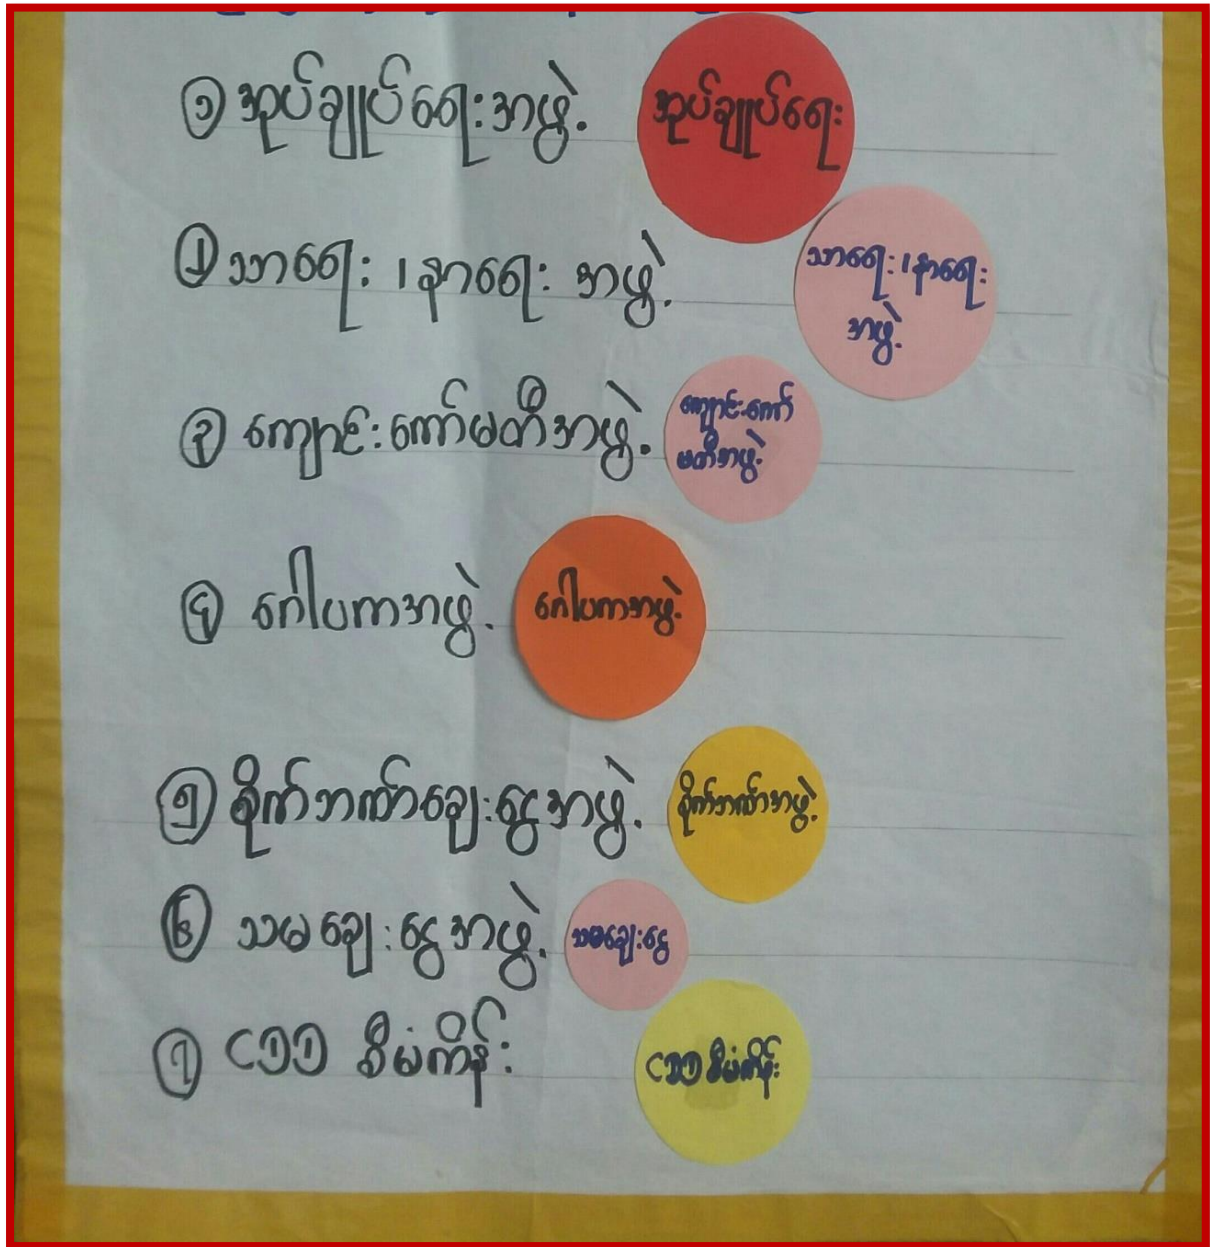 ၁ အုပ်ချုပ်ရေးအဖွဲ့ အုပ်ချုပ်ရေး
၂ သာရေး၊နာရေး အဖွဲ့ သာရေး၊နာရေး
အဖွဲ့
၃ ကျောင်းကော်မတီအဖွဲ့ ကျောင်းကော်
မတီအဖွဲ့
၄ ဂေါပကအဖွဲ့ ဂေါပကအဖွဲ့
၅ စိုက်ဘဏ်ချေးငွေအဖွဲ့ စိုက်ဘဏ်အဖွဲ့
၆ သမချေးငွေအဖွဲ့ သမချေးငွေ
၇ CDD စီမံကိန်း CDD စီမံကိန်း